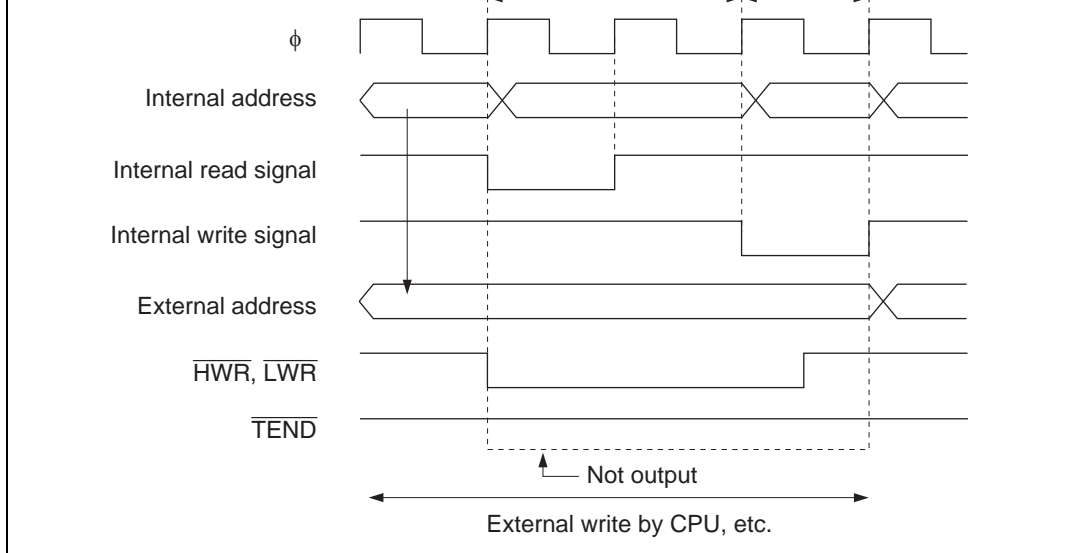 ϕ
Internal address
Internal read signal
Internal write signal
External address
HWR, LWR
TEND
Not output
External write by CPU, etc.